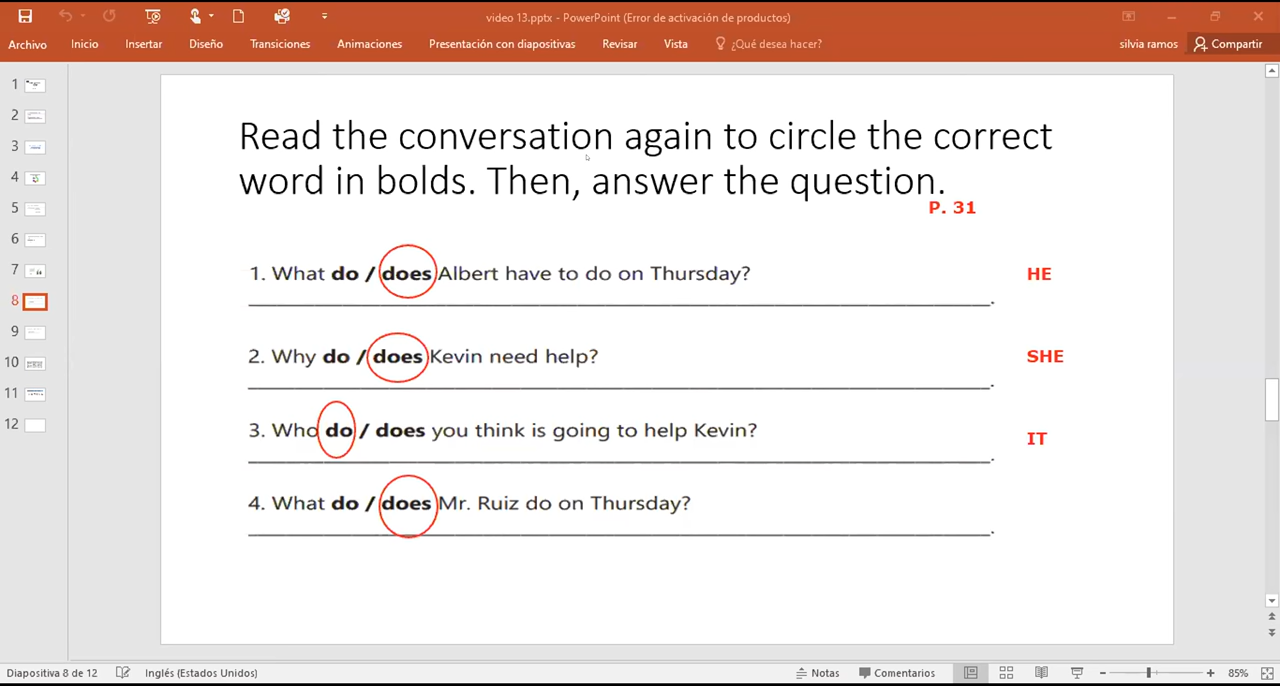 video 13.pptx - PowerPoint (Error de activación de productos)
Archivo Inicio Insertar Diseño Transiciones Animaciones Presentación con diapositivas Revisar Vista ¿Qué desea hacer? silvia ramos Compartir
1
2
3
4
5
6
7
8
9
10
11
12
Read the conversation again to circle the correct
word in bolds. Then, answer the question.
P. 31
1. What do / does Albert have to do on Thursday? HE
2. Why do / does Kevin need help? SHE
3. Who do / does you think is going to help Kevin? IT
4. What do / does Mr. Ruiz do on Thursday?
Diapositiva 8 de 12 Inglés (Estados Unidos) Notas Comentarios 85%